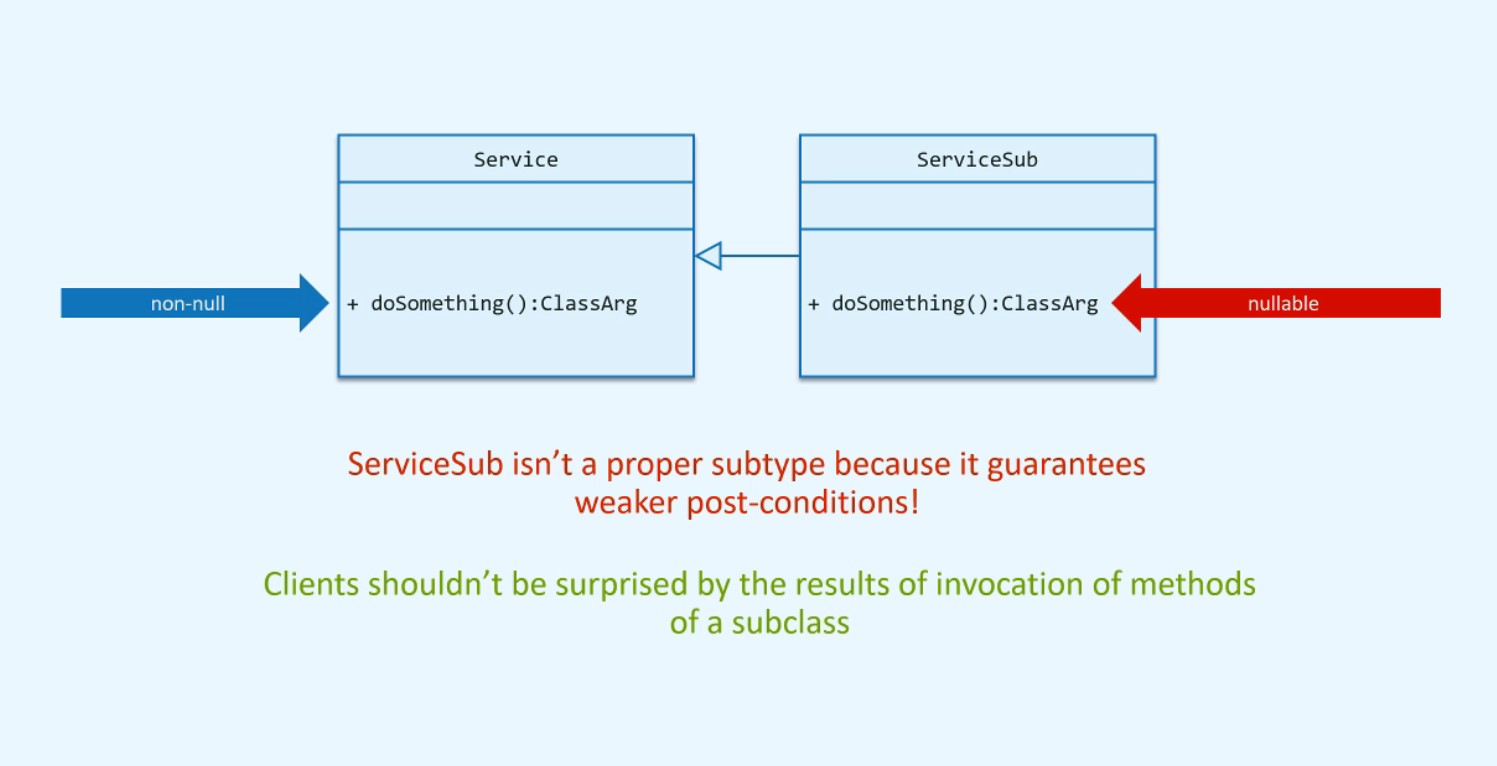 Service
ServiceSub
non-null
+ doSomething():ClassArg
+ doSomething():ClassArg
nullable
ServiceSub isn’t a proper subtype because it guarantees
weaker post-conditions!
Clients shouldn’t be surprised by the results of invocation of methods
of a subclass